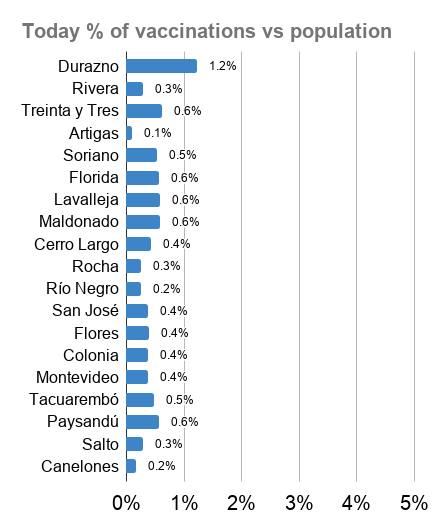 Today % of vaccinations vs population
Durazno 1.2%
Rivera 0.3%
Treinta y Tres 0.6%
Artigas 0.1%
Soriano 0.5%
Florida 0.6%
Lavalleja 0.6%
Maldonado 0.6%
Cerro Largo 0.4%
Rocha 0.3%
Río Negro 0.2%
San José 0.4%
Flores 0.4%
Colonia 0.4%
Montevideo 0.4%
Tacuarembó 0.5%
Paysandú 0.6%
Salto 0.3%
Canelones 0.2%
0% 1% 2% 3% 4% 5%